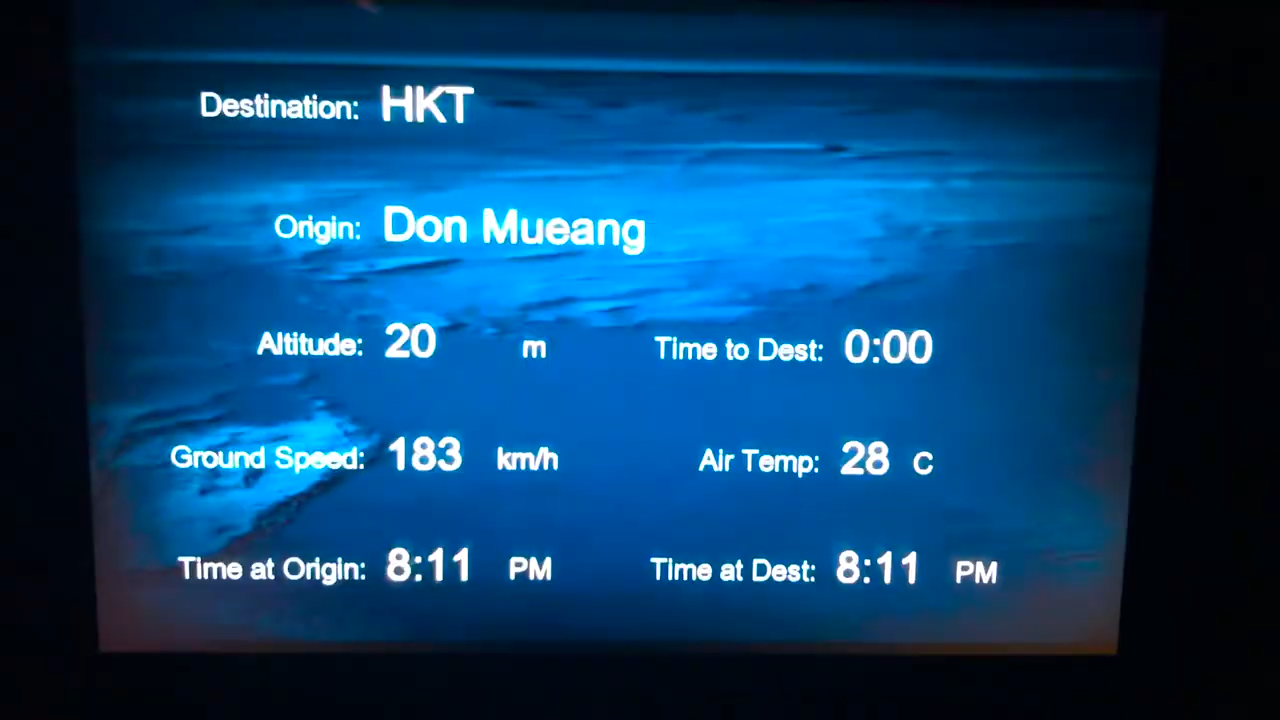 Destination: HKT
Origin: Don Mueang
Altitude: 20 m Time to Dest: 0:00
Ground Speed: 183 km/h Air Temp: 28 C
Time at Origin: 8:11 PM Time at Dest: 8:11 PM